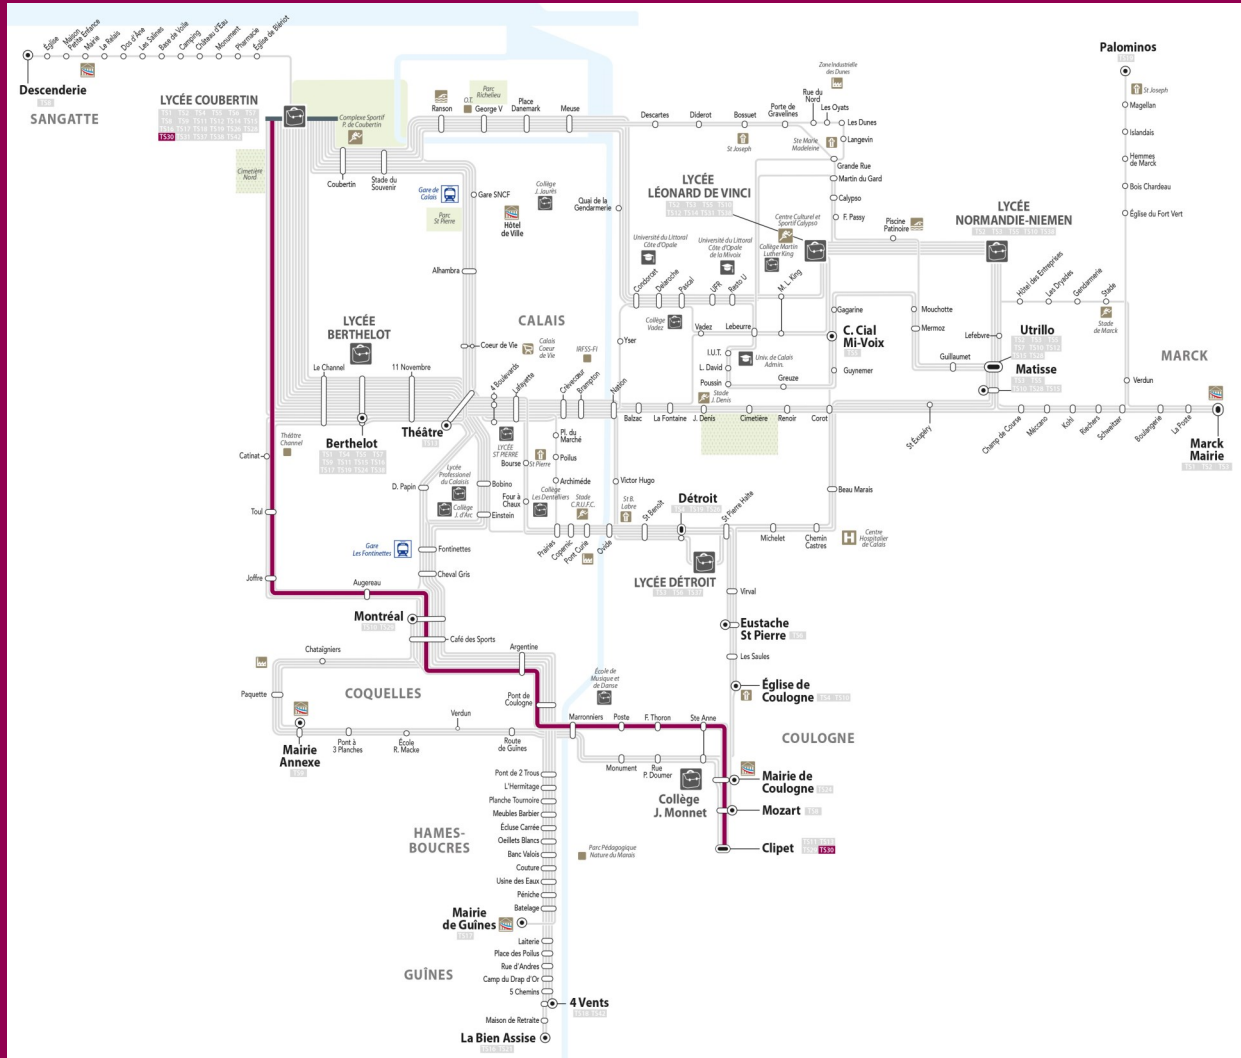 Église
Maison
Petite Enfance
Mairie
Le Relais
Dos d'Âne
Les Salines
Base de Voile
Camping
Château d'Eau
Monument
Pharmacie
Église de Blériot
Descenderie
SANGATTE
LYCÉE COUBERTIN
TS30
Complexe Sportif
P. de Coubertin
Cimetière
Nord
Coubertin
Stade du
Souvenir
Ranson
O.T.
George V
Parc
Richelieu
Place
Danemark
Meuse
Descartes
Diderot
Bossuet
St Joseph
Porte de
Gravelines
Rue du
Nord
Les Oyats
Zone Industrielle
des Dunes
Les Dunes
Langevin
Ste Marie
Madeleine
Grande Rue
Martin du Gard
Calypso
F. Passy
Palominos
St Joseph
Magellan
Islandais
Hemmes
de Marck
Bois Chardeau
Église du Fort Vert
Gare de
Calais
Gare SNCF
Parc
St Pierre
Hôtel
de Ville
Collège
J. Jaurès
Quai de la
Gendarmerie
LYCÉE
LÉONARD DE VINCI
Centre Culturel et
Sportif Calypso
Collège Martin
Luther King
Piscine
Patinoire
LYCÉE
NORMANDIE-NIEMEN
Université du Littoral
Côte d'Opale
Université du Littoral
Côte d'Opale
de la Mivoix
Condorcet
Delaroche
Pascal
UFR
Resto U
M. L. King
Alhambra
Hôtel des Entreprises
Les Dryades
Gendarmerie
Stade
Stade
de Marck
CALAIS
LYCÉE
BERTHELOT
Collège
Vadez
Vadez
Lebeurre
Gagarine
C. Cial
Mi-Voix
Mouchotte
Mermoz
Lefebvre
Utrillo
Matisse
MARCK
Coeur de Vie
Calais
Coeur
de Vie
IRFSS-FI
Yser
I.U.T.
L. David
Poussin
Univ. de Calais
Admin.
Greuze
Guynemer
Guillaumet
Verdun
Le Channel
11 Novembre
4 Boulevards
Lafayette
Crèvecœur
Brampton
Nation
Stade
J. Denis
Balzac
La Fontaine
J. Denis
Cimetière
Renoir
Corot
St Exupéry
Champ de Course
Méccano
Kohl
Riechers
Schweitzer
Boulangerie
La Poste
Marck
Mairie
Théâtre
Channel
Berthelot
Théâtre
LYCÉE
ST PIERRE
Pl. du
Marché
Bourse
St Pierre
Poilus
Catinat
Lycée
Professionel
du Calaisis
D. Papin
Bobino
Collège
J. d'Arc
Einstein
Four à
Chaux
Archiméde
Collège
Les Dentelliers
Stade
C.R.U.F.C.
Victor Hugo
St B.
Labre
Détroit
Beau Marais
Toul
Prairies
Copernic
Pont Curie
Ovide
St Benoît
St Pierre Halte
Michelet
Chemin
Castres
Centre
Hospitalier
de Calais
Gare
Les Fontinettes
Fontinettes
Cheval Gris
LYCÉE DÉTROIT
Joffre
Augereau
Virval
Montréal
Café des Sports
Eustache
St Pierre
Chataîgniers
Argentine
Les Saules
Paquette
COQUELLES
École de
Musique et
de Danse
Église de
Coulogne
Pont de
Coulogne
Verdun
Marronniers
Poste
F. Thoron
Ste Anne
COULOGNE
Mairie
Annexe
Pont à
3 Planches
École
R. Macke
Route
de Guînes
Monument
Rue
P. Doumer
Mairie de
Coulogne
Collège
J. Monnet
Mozart
Clipet
TS30
Pont de 2 Trous
L'Hermitage
Planche Tournoire
Meubles Barbier
Écluse Carrée
Oeillets Blancs
Banc Valois
Couture
Usine des Eaux
Péniche
Batelage
HAMES-
BOUCRES
Parc Pédagogique
Nature du Marais
Mairie
de Guînes
Laiterie
Place des Poilus
Rue d'Andres
Camp du Drap d'Or
5 Chemins
GUÎNES
4 Vents
Maison de Retraite
La Bien Assise